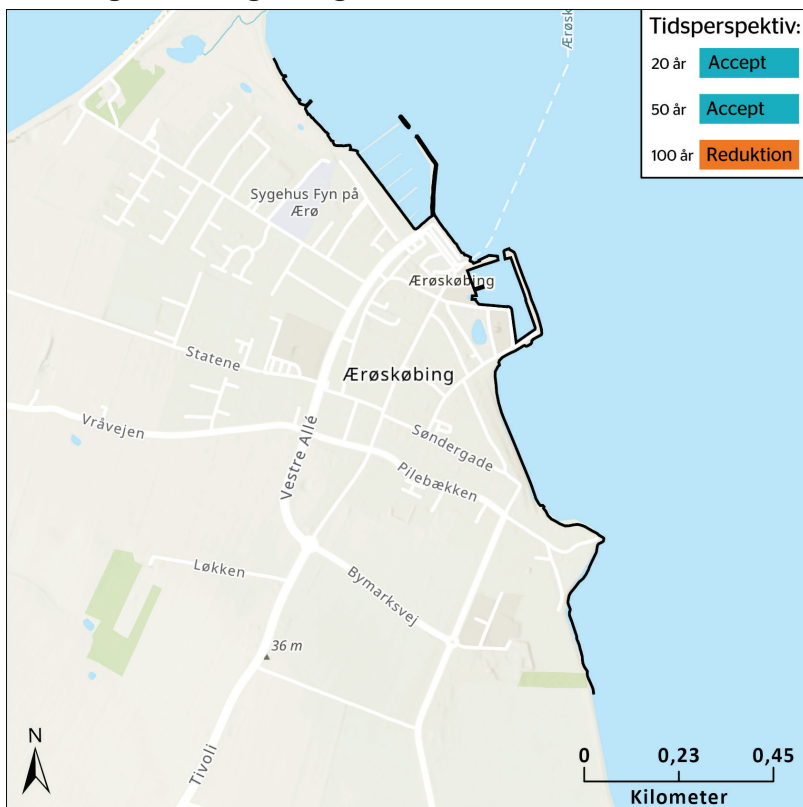 Tidsperspektiv:
20 år Accept
50 år Accept
100 år Reduktion
Sygehus Fyn på
Ærø
Ærøskøbing
Ærøskøbing
Statene
Vråvejen
Vestre Allé
Søndergade
Pilebækken
Løkken
Bymarksvej
36 m
Tivoli
N
0 0,23 0,45
Kilometer